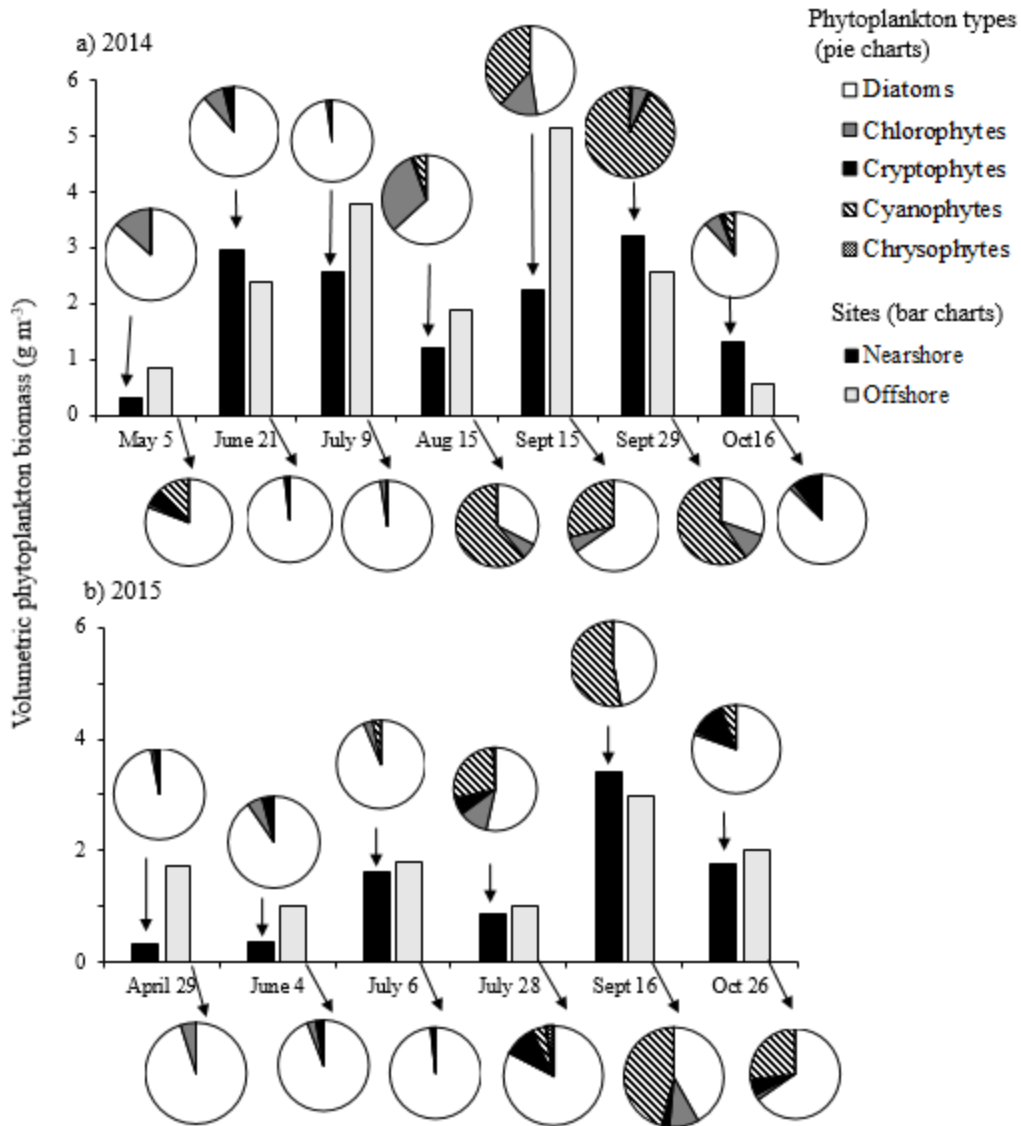 a) 2014
Phytoplankton types
(pie charts)
Diatoms
Chlorophytes
Cryptophytes
Cyanophytes
Chrysophytes
Sites (bar charts)
Nearshore
Offshore
Volumetric phytoplankton biomass (g m⁻³)
6
5
4
3
2
1
0
May 5 June 21 July 9 Aug 15 Sept 15 Sept 29 Oct16
b) 2015
6
4
2
0
April 29 June 4 July 6 July 28 Sept 16 Oct 26